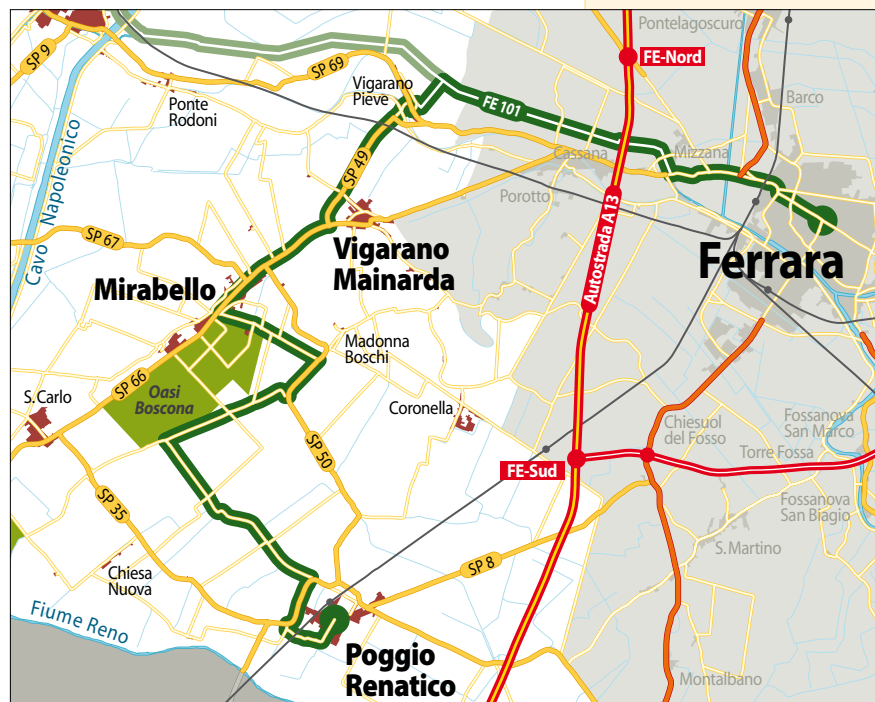 Pontelagoscuro
SP 9
FE-Nord
SP 69
Vigarano
Pieve
Ponte
Rodoni
FE 101
Barco
Cavo Napoleonico
SP 49
Cassana
Mizzana
Porotto
SP 67
Vigarano
Mainarda
Autostrada A13
Ferrara
Mirabello
Madonna
Boschi
SP 66
Oasi
Boscona
S.Carlo
Coronella
Chiesuol
del Fosso
Fossanova
San Marco
Torre Fossa
SP 50
FE-Sud
Fossanova
San Biagio
SP 35
S.Martino
SP 8
Chiesa
Nuova
Fiume Reno
Poggio
Renatico
Montalbano